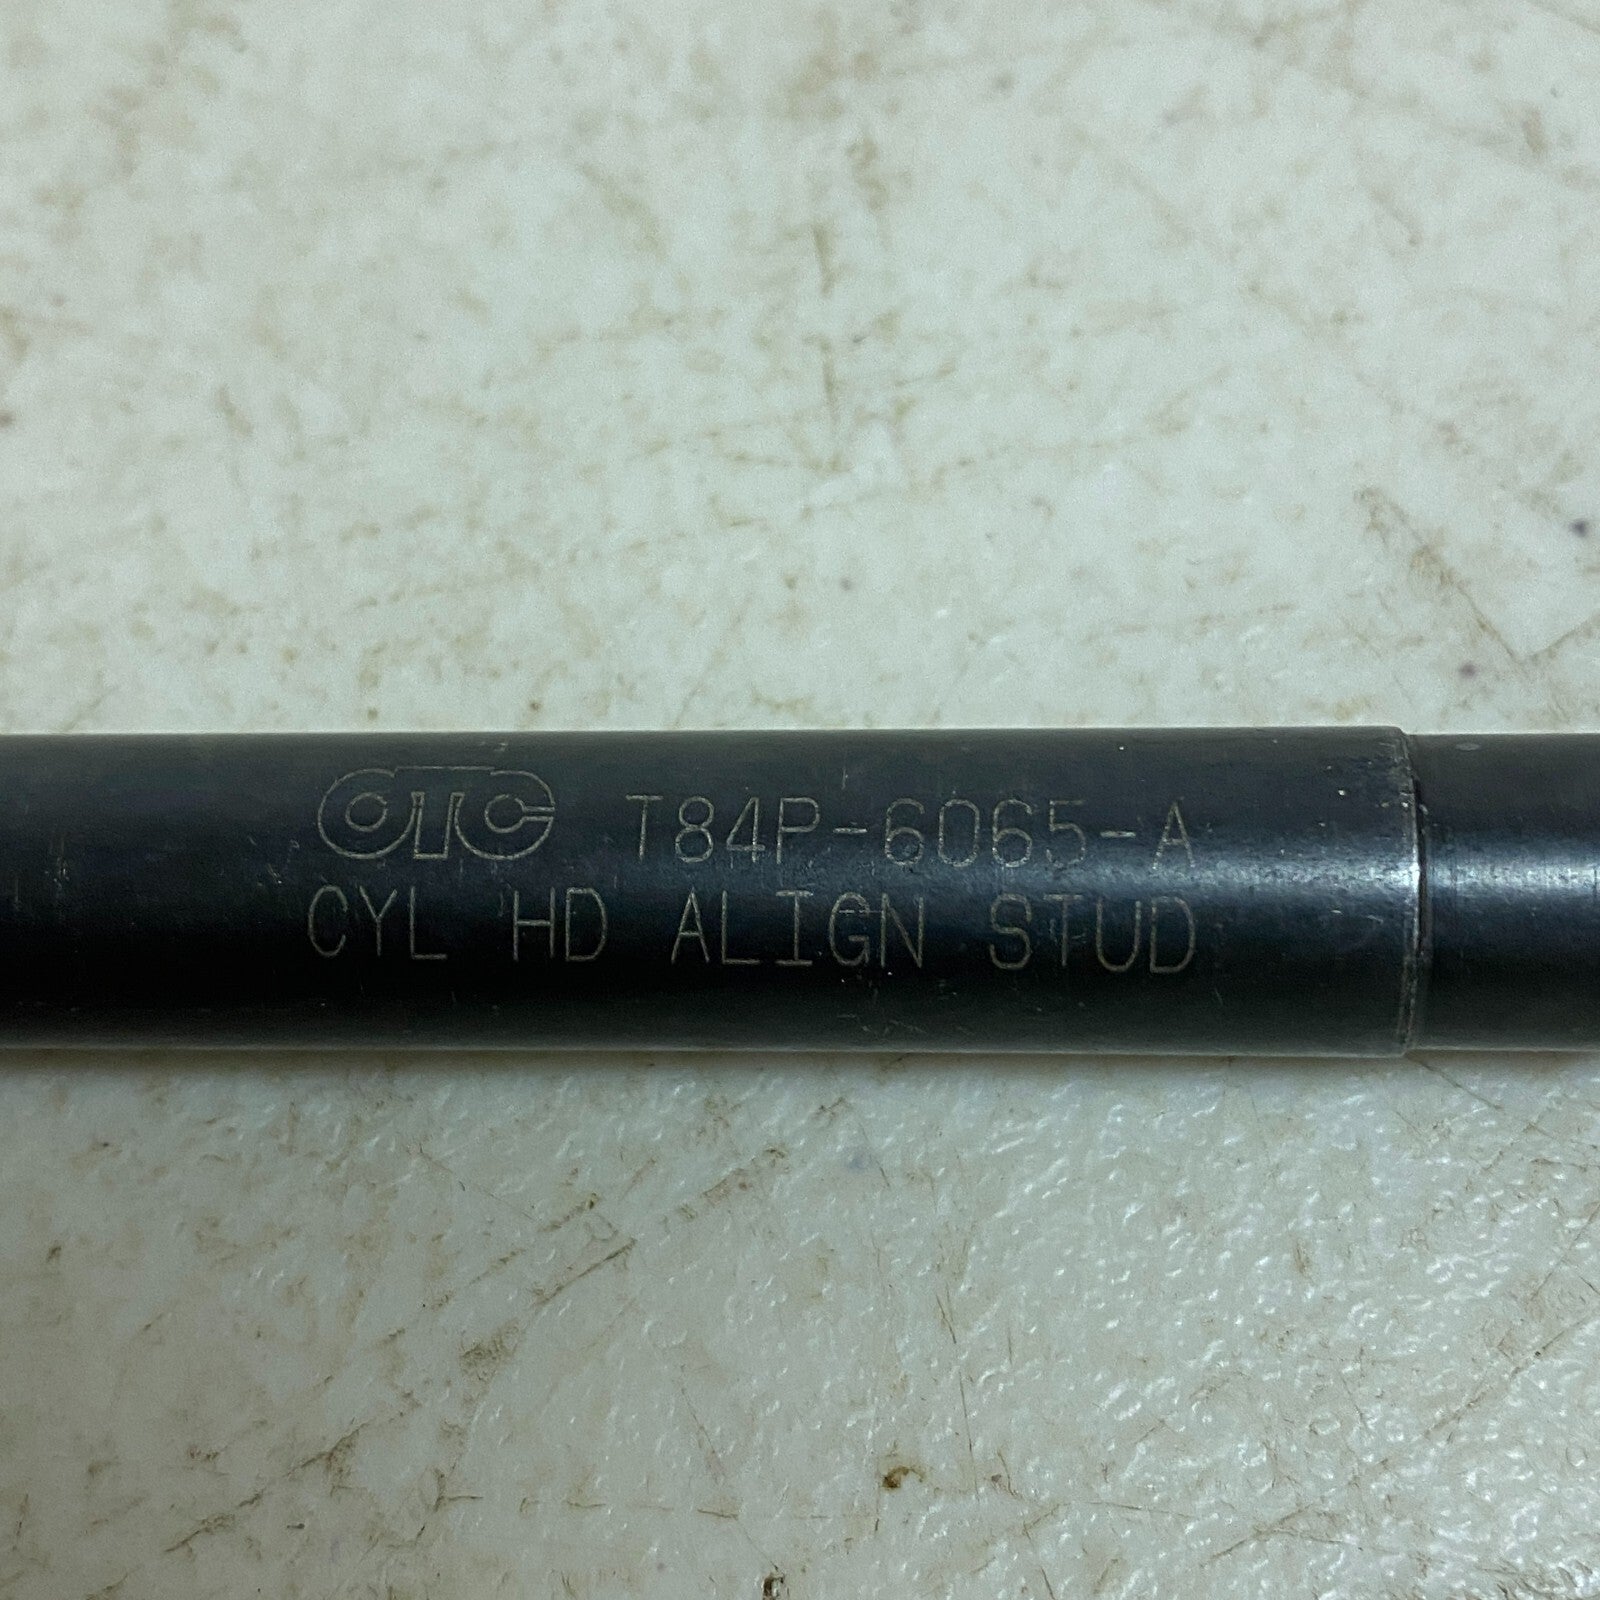 OTC T84P-6065-A
CYL HD ALIGN STUD